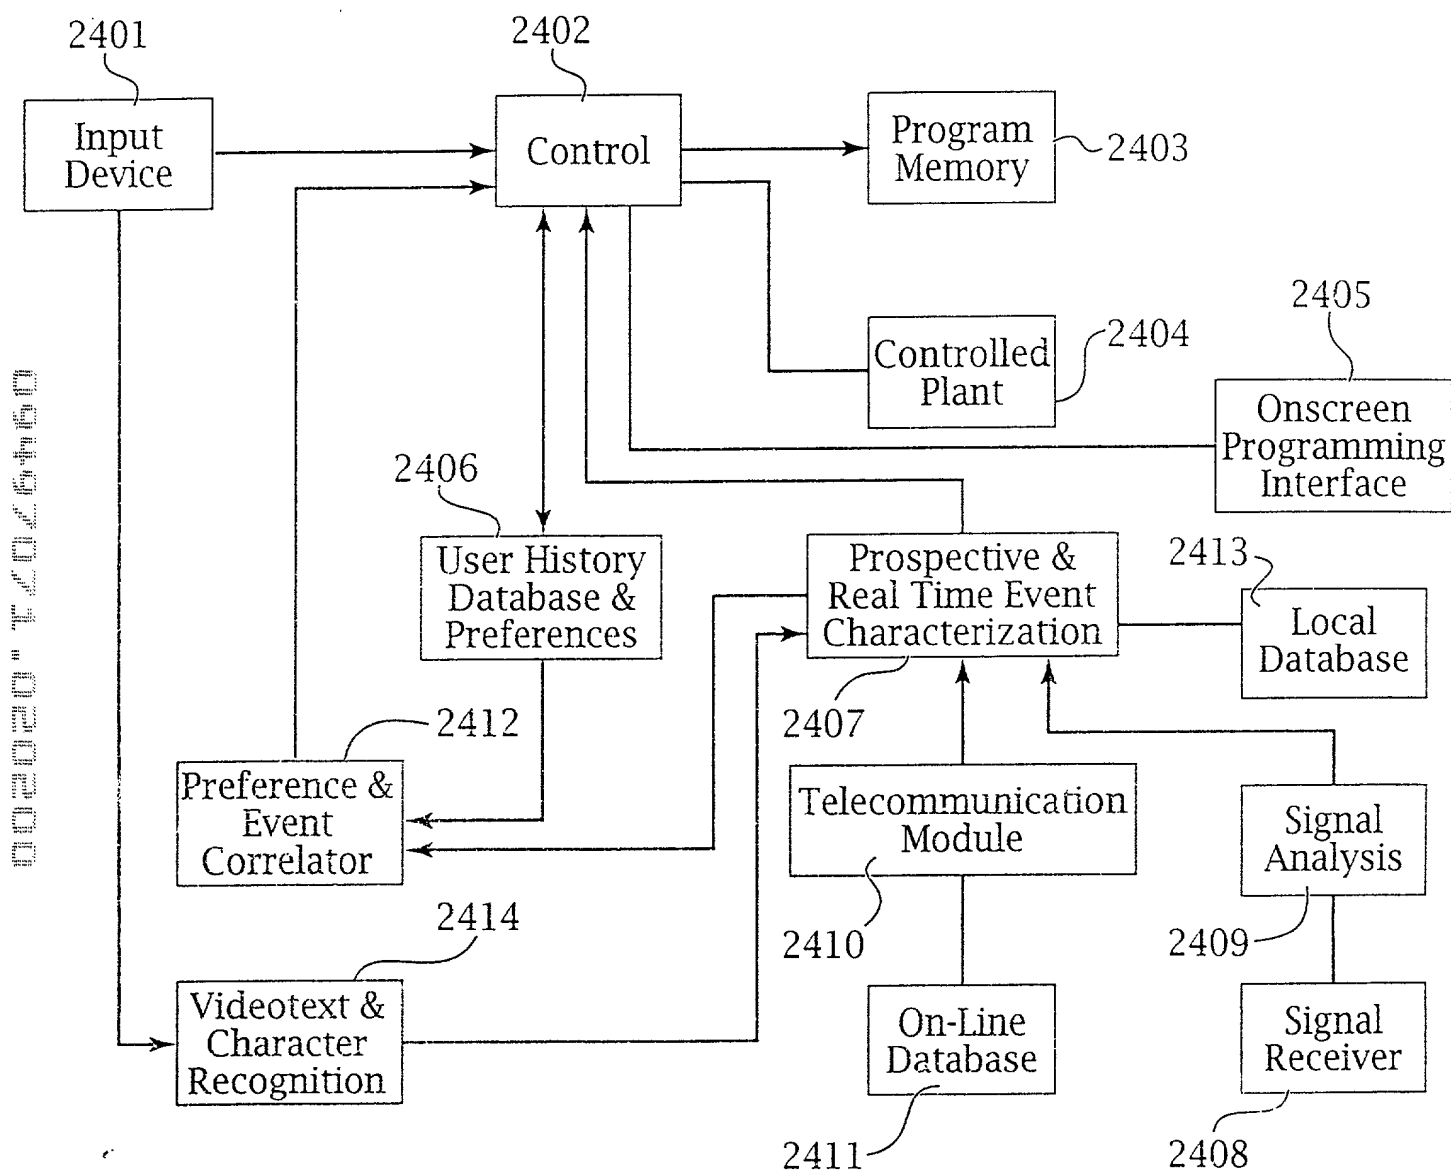 2401
2402
Input
Device
Control
Program
Memory
2403
2405
2404
Controlled
Plant
Onscreen
Programming
Interface
2406
User History
Database &
Preferences
Prospective &
Real Time Event
Characterization
2413
Local
Database
2407
2412
Preference &
Event
Correlator
Telecommunication
Module
Signal
Analysis
2414
2410
2409
Videotext &
Character
Recognition
On-Line
Database
Signal
Receiver
2411
2408
09497071.020200